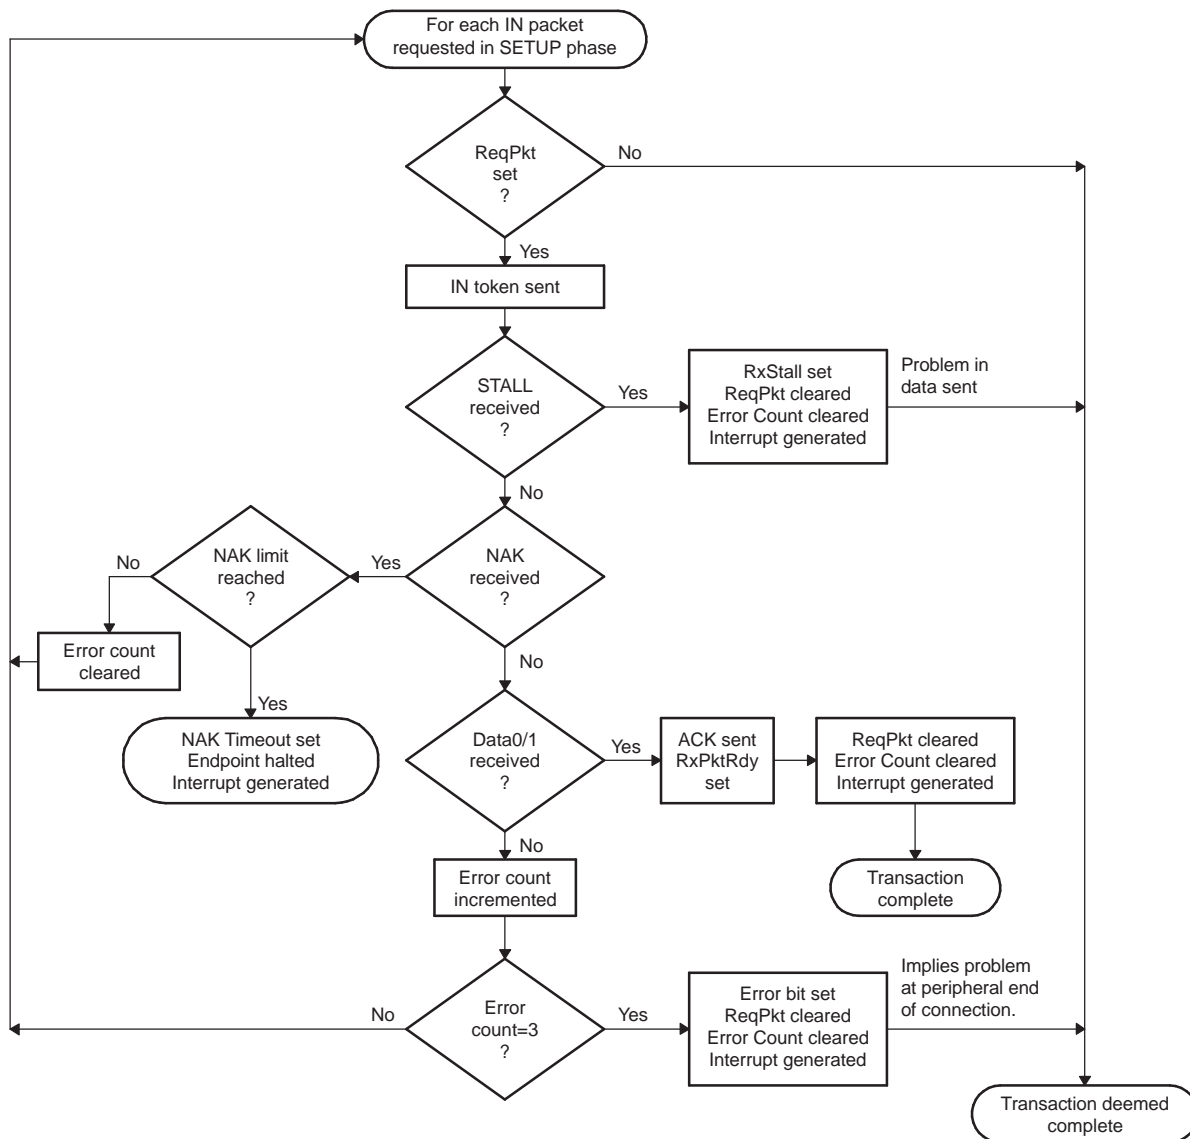 For each IN packet
requested in SETUP phase
ReqPkt
set
?
No
Yes
IN token sent
STALL
received
?
Yes
RxStall set
ReqPkt cleared
Error Count cleared
Interrupt generated
Problem in
data sent
No
NAK
received
?
Yes
NAK limit
reached
?
No
Error count
cleared
Yes
NAK Timeout set
Endpoint halted
Interrupt generated
No
Data0/1
received
?
Yes
ACK sent
RxPktRdy
set
ReqPkt cleared
Error Count cleared
Interrupt generated
Transaction
complete
No
Error count
incremented
Error
count=3
?
No
Yes
Error bit set
ReqPkt cleared
Error Count cleared
Interrupt generated
Implies problem
at peripheral end
of connection.
Transaction deemed
complete